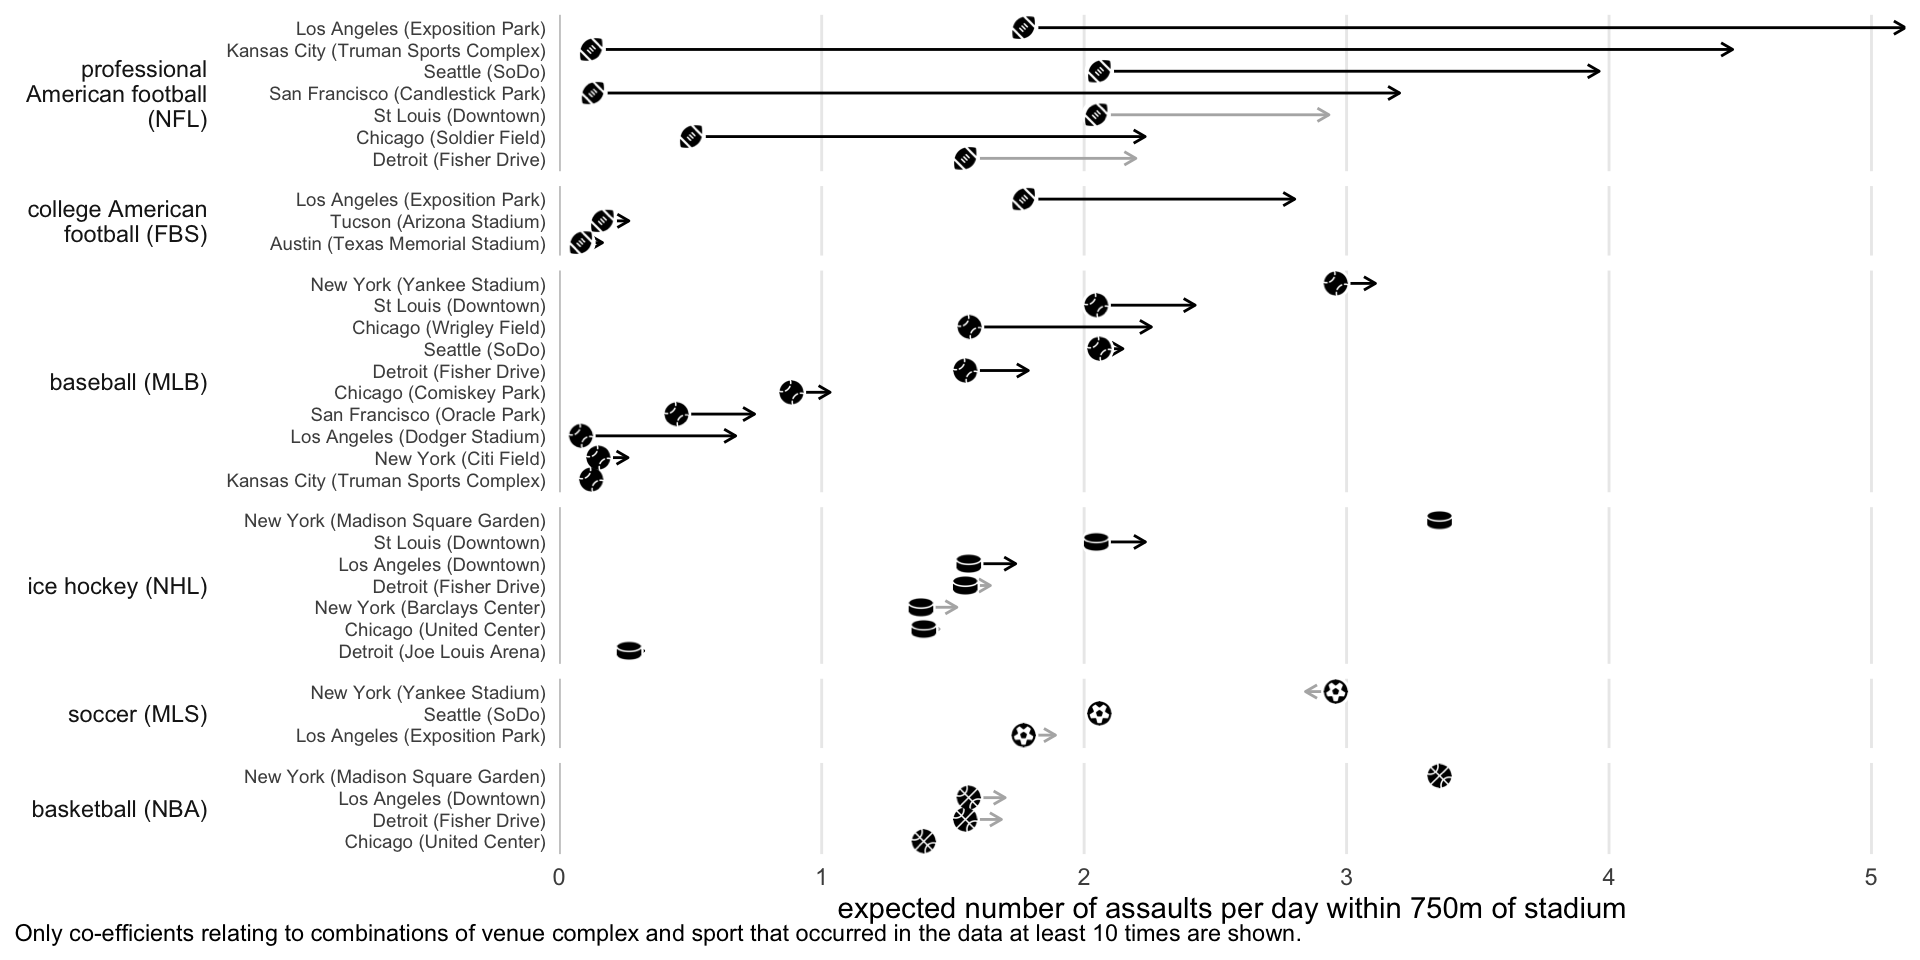 professional
American football
(NFL)
Los Angeles (Exposition Park)
Kansas City (Truman Sports Complex)
Seattle (SoDo)
San Francisco (Candlestick Park)
St Louis (Downtown)
Chicago (Soldier Field)
Detroit (Fisher Drive)
college American
football (FBS)
Los Angeles (Exposition Park)
Tucson (Arizona Stadium)
Austin (Texas Memorial Stadium)
baseball (MLB)
New York (Yankee Stadium)
St Louis (Downtown)
Chicago (Wrigley Field)
Seattle (SoDo)
Detroit (Fisher Drive)
Chicago (Comiskey Park)
San Francisco (Oracle Park)
Los Angeles (Dodger Stadium)
New York (Citi Field)
Kansas City (Truman Sports Complex)
ice hockey (NHL)
New York (Madison Square Garden)
St Louis (Downtown)
Los Angeles (Downtown)
Detroit (Fisher Drive)
New York (Barclays Center)
Chicago (United Center)
Detroit (Joe Louis Arena)
soccer (MLS)
New York (Yankee Stadium)
Seattle (SoDo)
Los Angeles (Exposition Park)
basketball (NBA)
New York (Madison Square Garden)
Los Angeles (Downtown)
Detroit (Fisher Drive)
Chicago (United Center)
0 1 2 3 4 5
expected number of assaults per day within 750m of stadium
Only co-efficients relating to combinations of venue complex and sport that occurred in the data at least 10 times are shown.